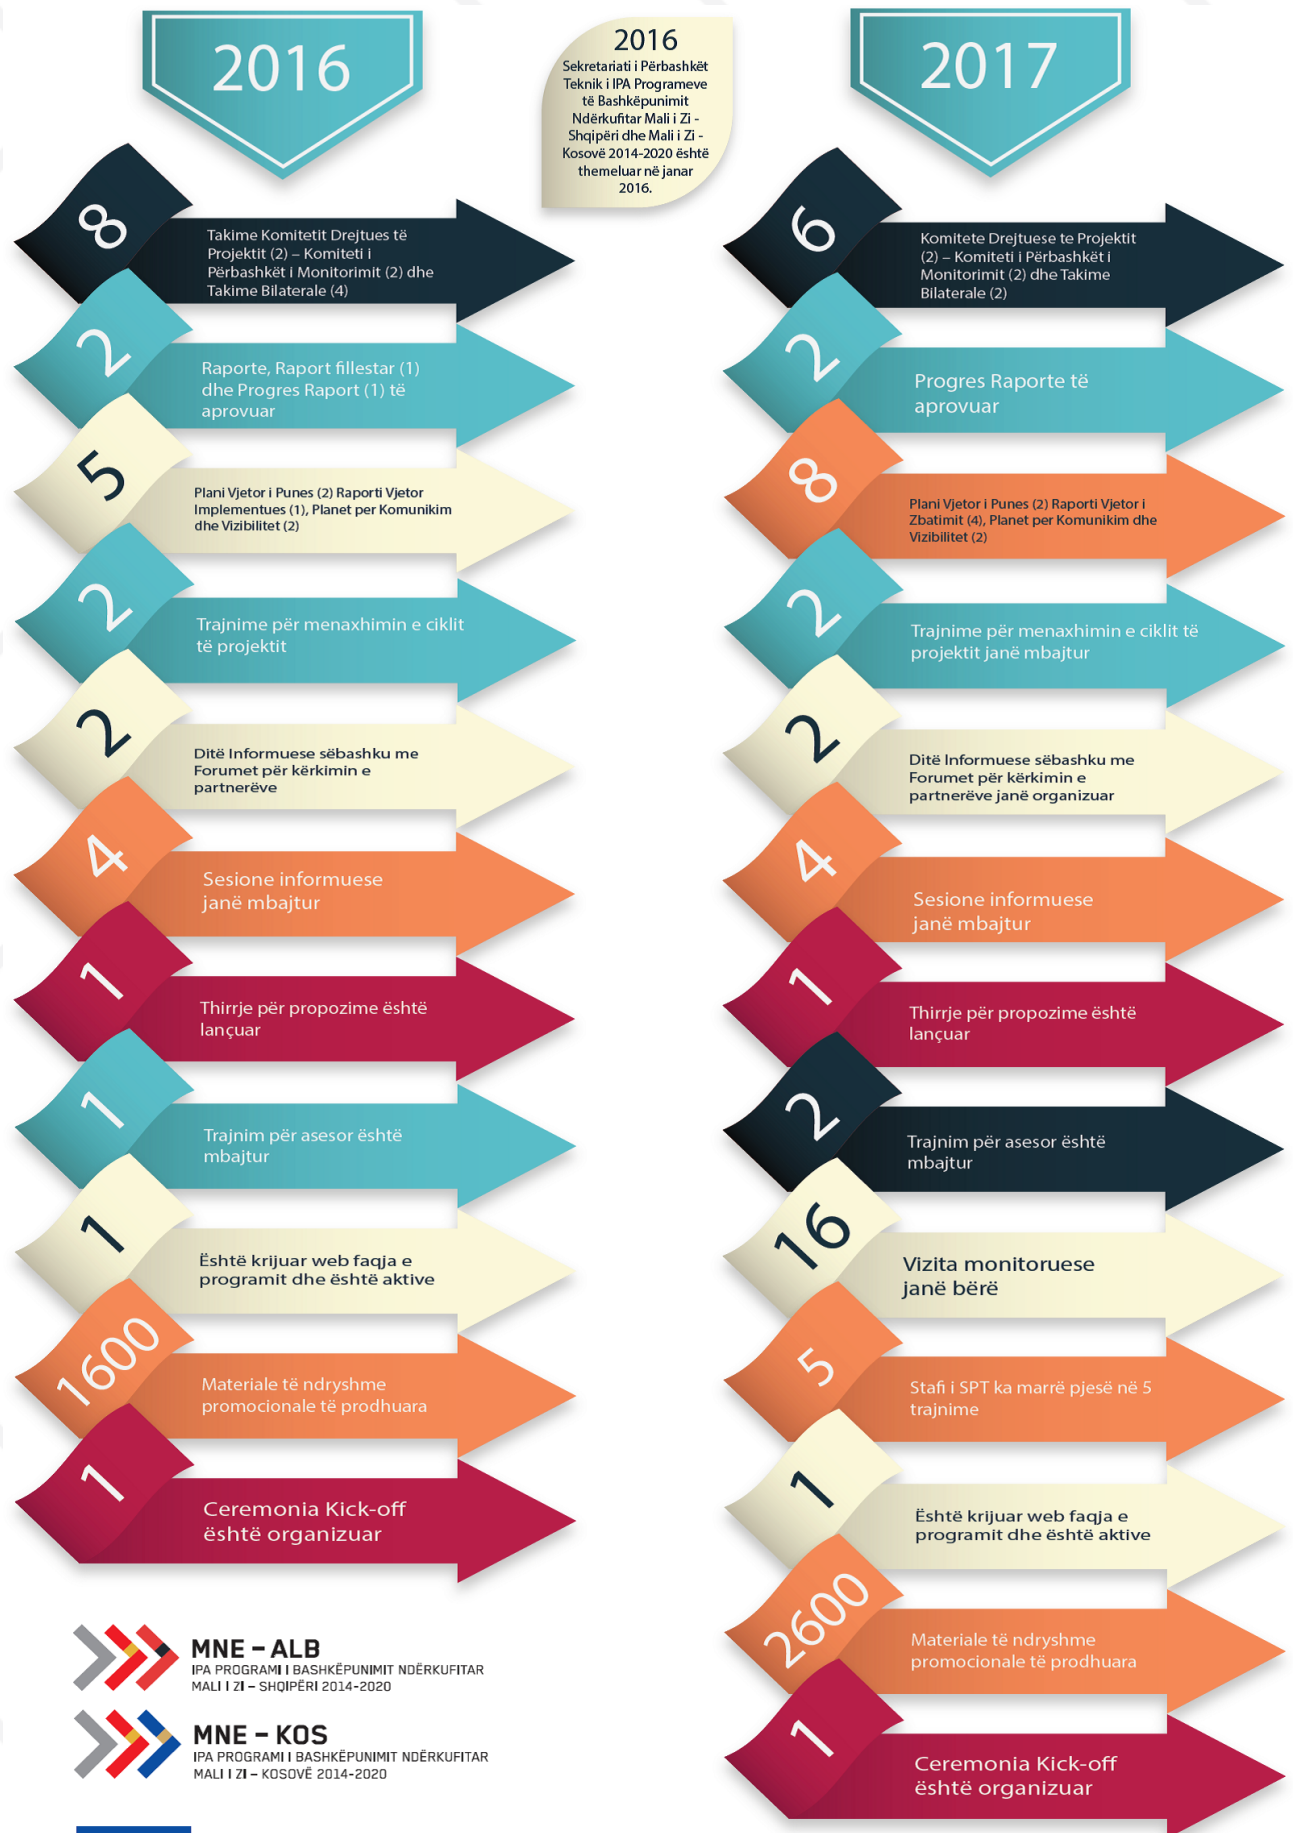 2016
8
Takime Komitetit Drejtues të
Projektit (2) – Komiteti i
Përbashkët i Monitorimit (2) dhe
Takime Bilaterale (4)
2
Raporte, Raport fillestar (1)
dhe Progres Raport (1) të
aprovuar
5
Plani Vjetor i Punes (2) Raporti Vjetor
Implementues (1), Planet per Komunikim
dhe Vizibilitet (2)
2
Trajnime për menaxhimin e ciklit
të projektit
2
Ditë Informuese sëbashku me
Forumet për kërkimin e
partnerëve
4
Sesione informuese
janë mbajtur
1
Thirrje për propozime është
lançuar
1
Trajnim për asesor është
mbajtur
1
Është krijuar web faqja e
programit dhe është aktive
1600
Materiale të ndryshme
promocionale të prodhuara
1
Ceremonia Kick-off
është organizuar
MNE – ALB
IPA PROGRAMI I BASHKËPUNIMIT NDËRKUFITAR
MALI I ZI – SHQIPËRI 2014-2020
MNE – KOS
IPA PROGRAMI I BASHKËPUNIMIT NDËRKUFITAR
MALI I ZI – KOSOVË 2014-2020
2016
Sekretariati i Përbashkët
Teknik i IPA Programeve
të Bashkëpunimit
Ndërkufitar Mali i Zi -
Shqipëri dhe Mali i Zi -
Kosovë 2014-2020 është
themeluar në janar
2016.
2017
6
Komitete Drejtuese te Projektit
(2) – Komiteti i Përbashkët i
Monitorimit (2) dhe Takime
Bilaterale (2)
2
Progres Raporte të
aprovuar
8
Plani Vjetor i Punes (2) Raporti Vjetor i
Zbatimit (4), Planet per Komunikim dhe
Vizibilitet (2)
2
Trajnime për menaxhimin e ciklit të
projektit janë mbajtur
2
Ditë Informuese sëbashku me
Forumet për kërkimin e
partnerëve janë organizuar
4
Sesione informuese
janë mbajtur
1
Thirrje për propozime është
lançuar
2
Trajnim për asesor është
mbajtur
16
Vizita monitoruese
janë bërë
5
Stafi i SPT ka marrë pjesë në 5
trajnime
1
Është krijuar web faqja e
programit dhe është aktive
2600
Materiale të ndryshme
promocionale të prodhuara
1
Ceremonia Kick-off
është organizuar